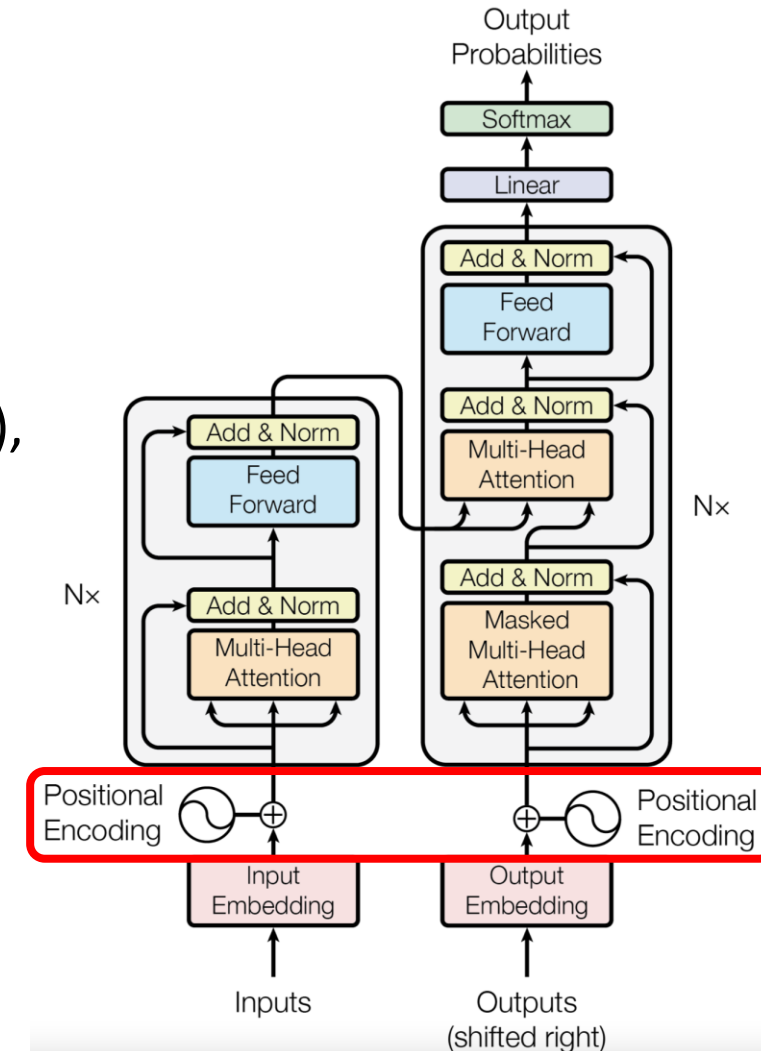 Output
Probabilities
Softmax
Linear
Add & Norm
Feed
Forward
Add & Norm
Multi-Head
Attention
Nx
Add & Norm
Masked
Multi-Head
Attention
),
Add & Norm
Feed
Forward
Nx
Add & Norm
Multi-Head
Attention
Positional
Encoding
Positional
Encoding
Input
Embedding
Output
Embedding
Inputs
Outputs
(shifted right)